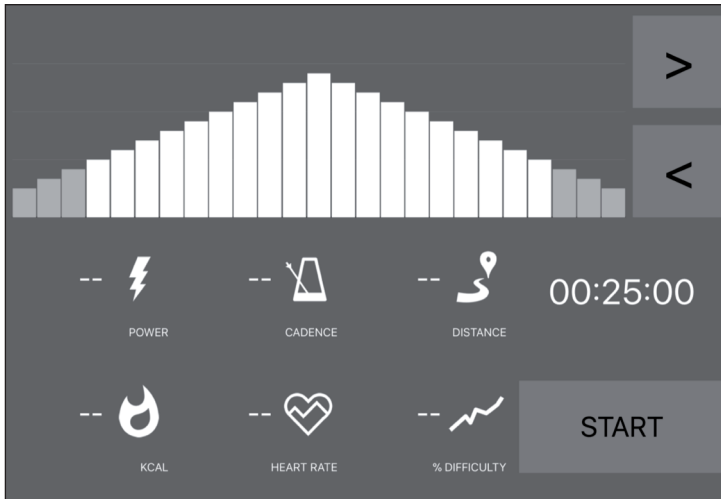 >
<
-- -- -- 00:25:00
POWER CADENCE DISTANCE
-- -- -- START
KCAL HEART RATE % DIFFICULTY